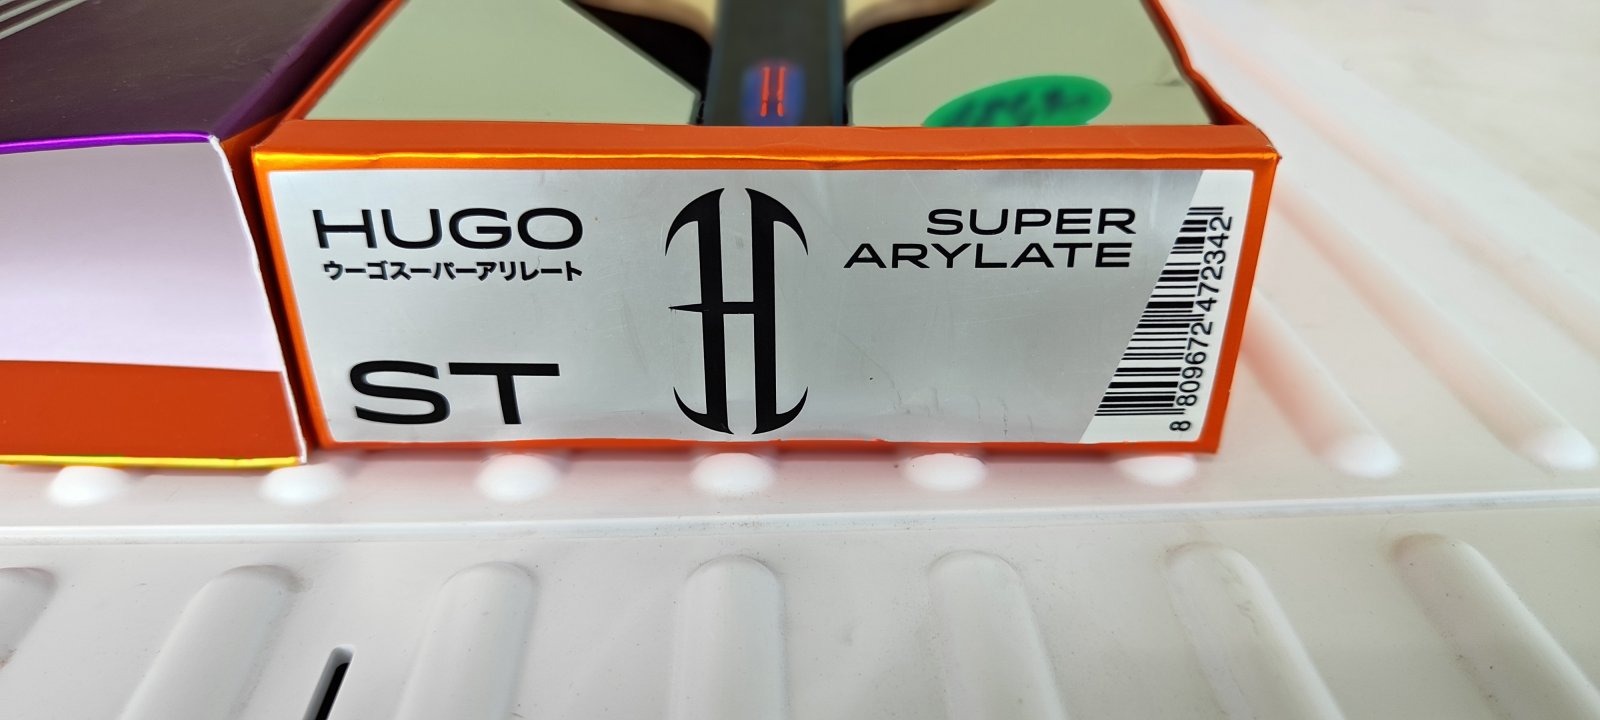 HUGO
ウーゴスーパーアリレート
ST
SUPER
ARYLATE
8 809672 472342